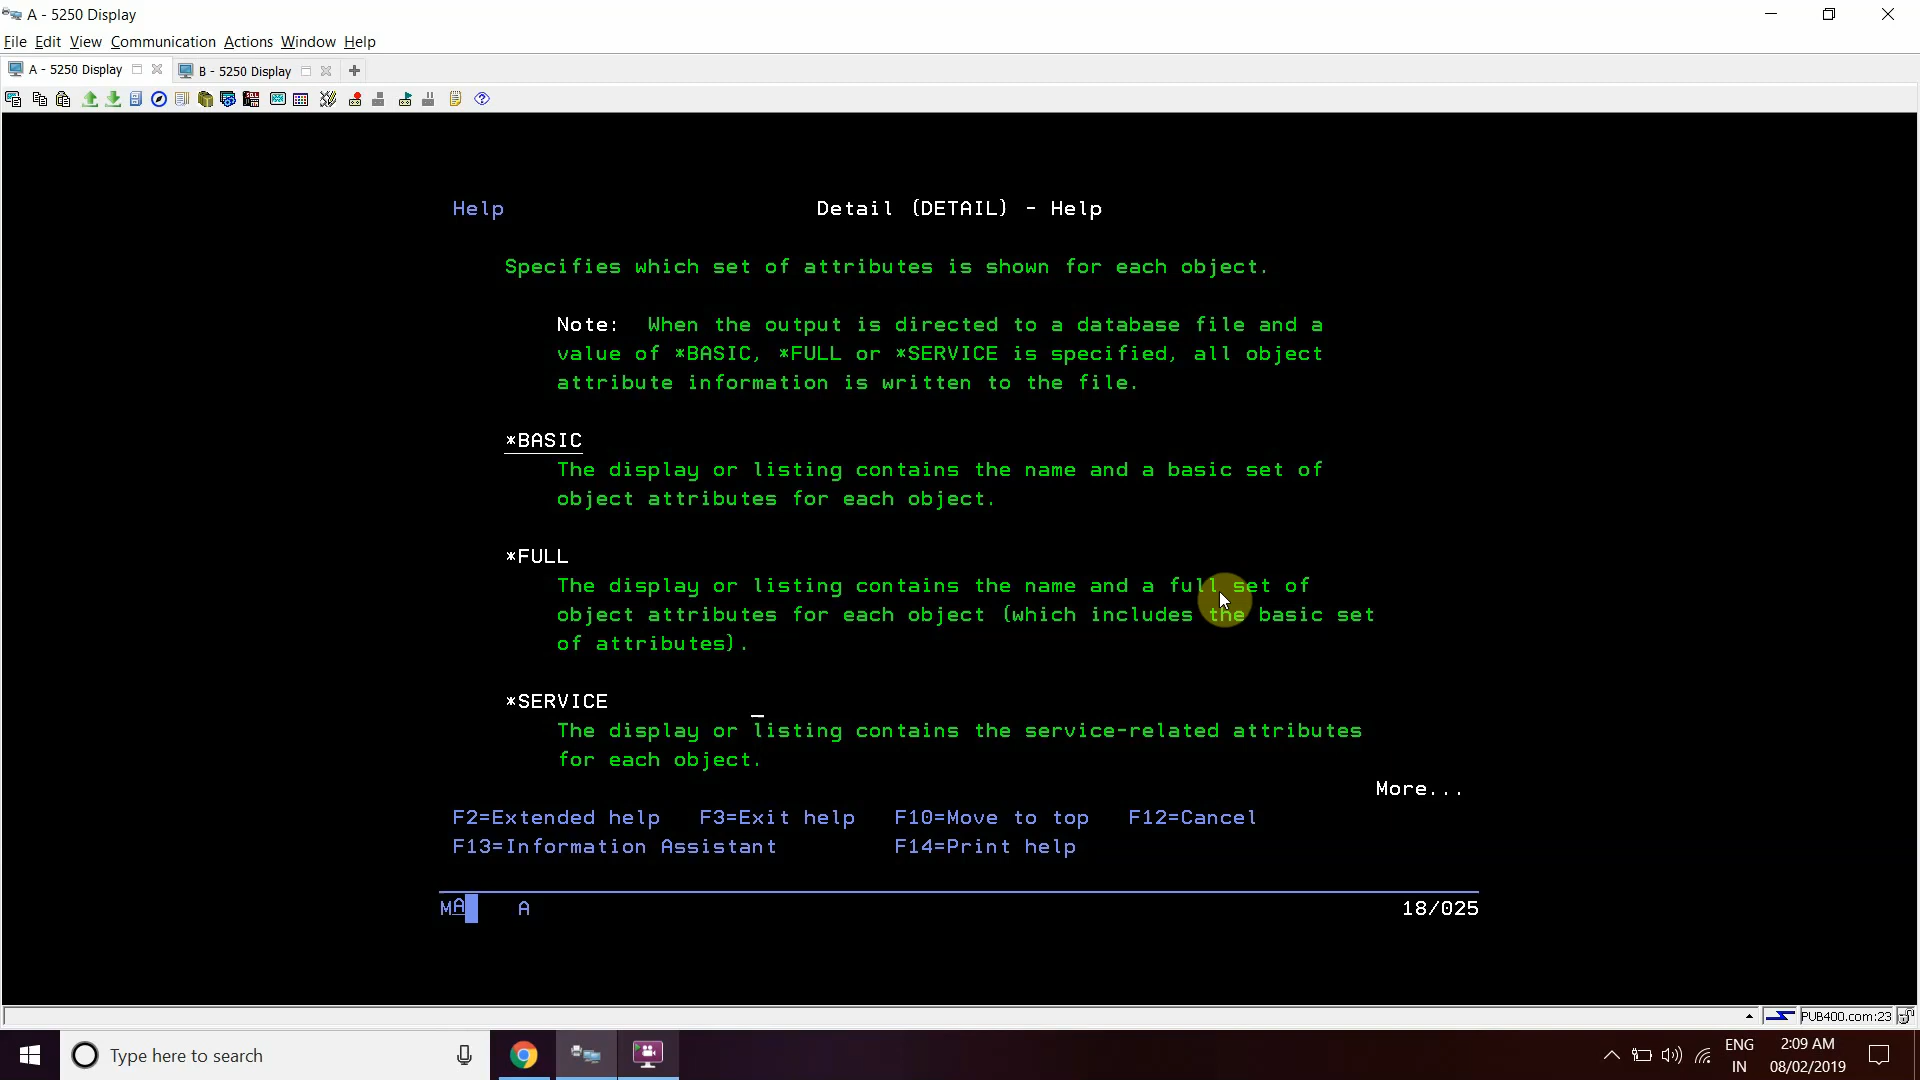 A - 5250 Display
File Edit View Communication Actions Window Help
A - 5250 Display B - 5250 Display
Help Detail (DETAIL) - Help
Specifies which set of attributes is shown for each object.
Note: When the output is directed to a database file and a
value of *BASIC, *FULL or *SERVICE is specified, all object
attribute information is written to the file.
*BASIC
The display or listing contains the name and a basic set of
object attributes for each object.
*FULL
The display or listing contains the name and a full set of
object attributes for each object (which includes the basic set
of attributes).
*SERVICE
The display or listing contains the service-related attributes
for each object.
More...
F2=Extended help F3=Exit help F10=Move to top F12=Cancel
F13=Information Assistant F14=Print help
MA A 18/025
PUB400.com:23
Type here to search
ENG
IN
2:09 AM
08/02/2019